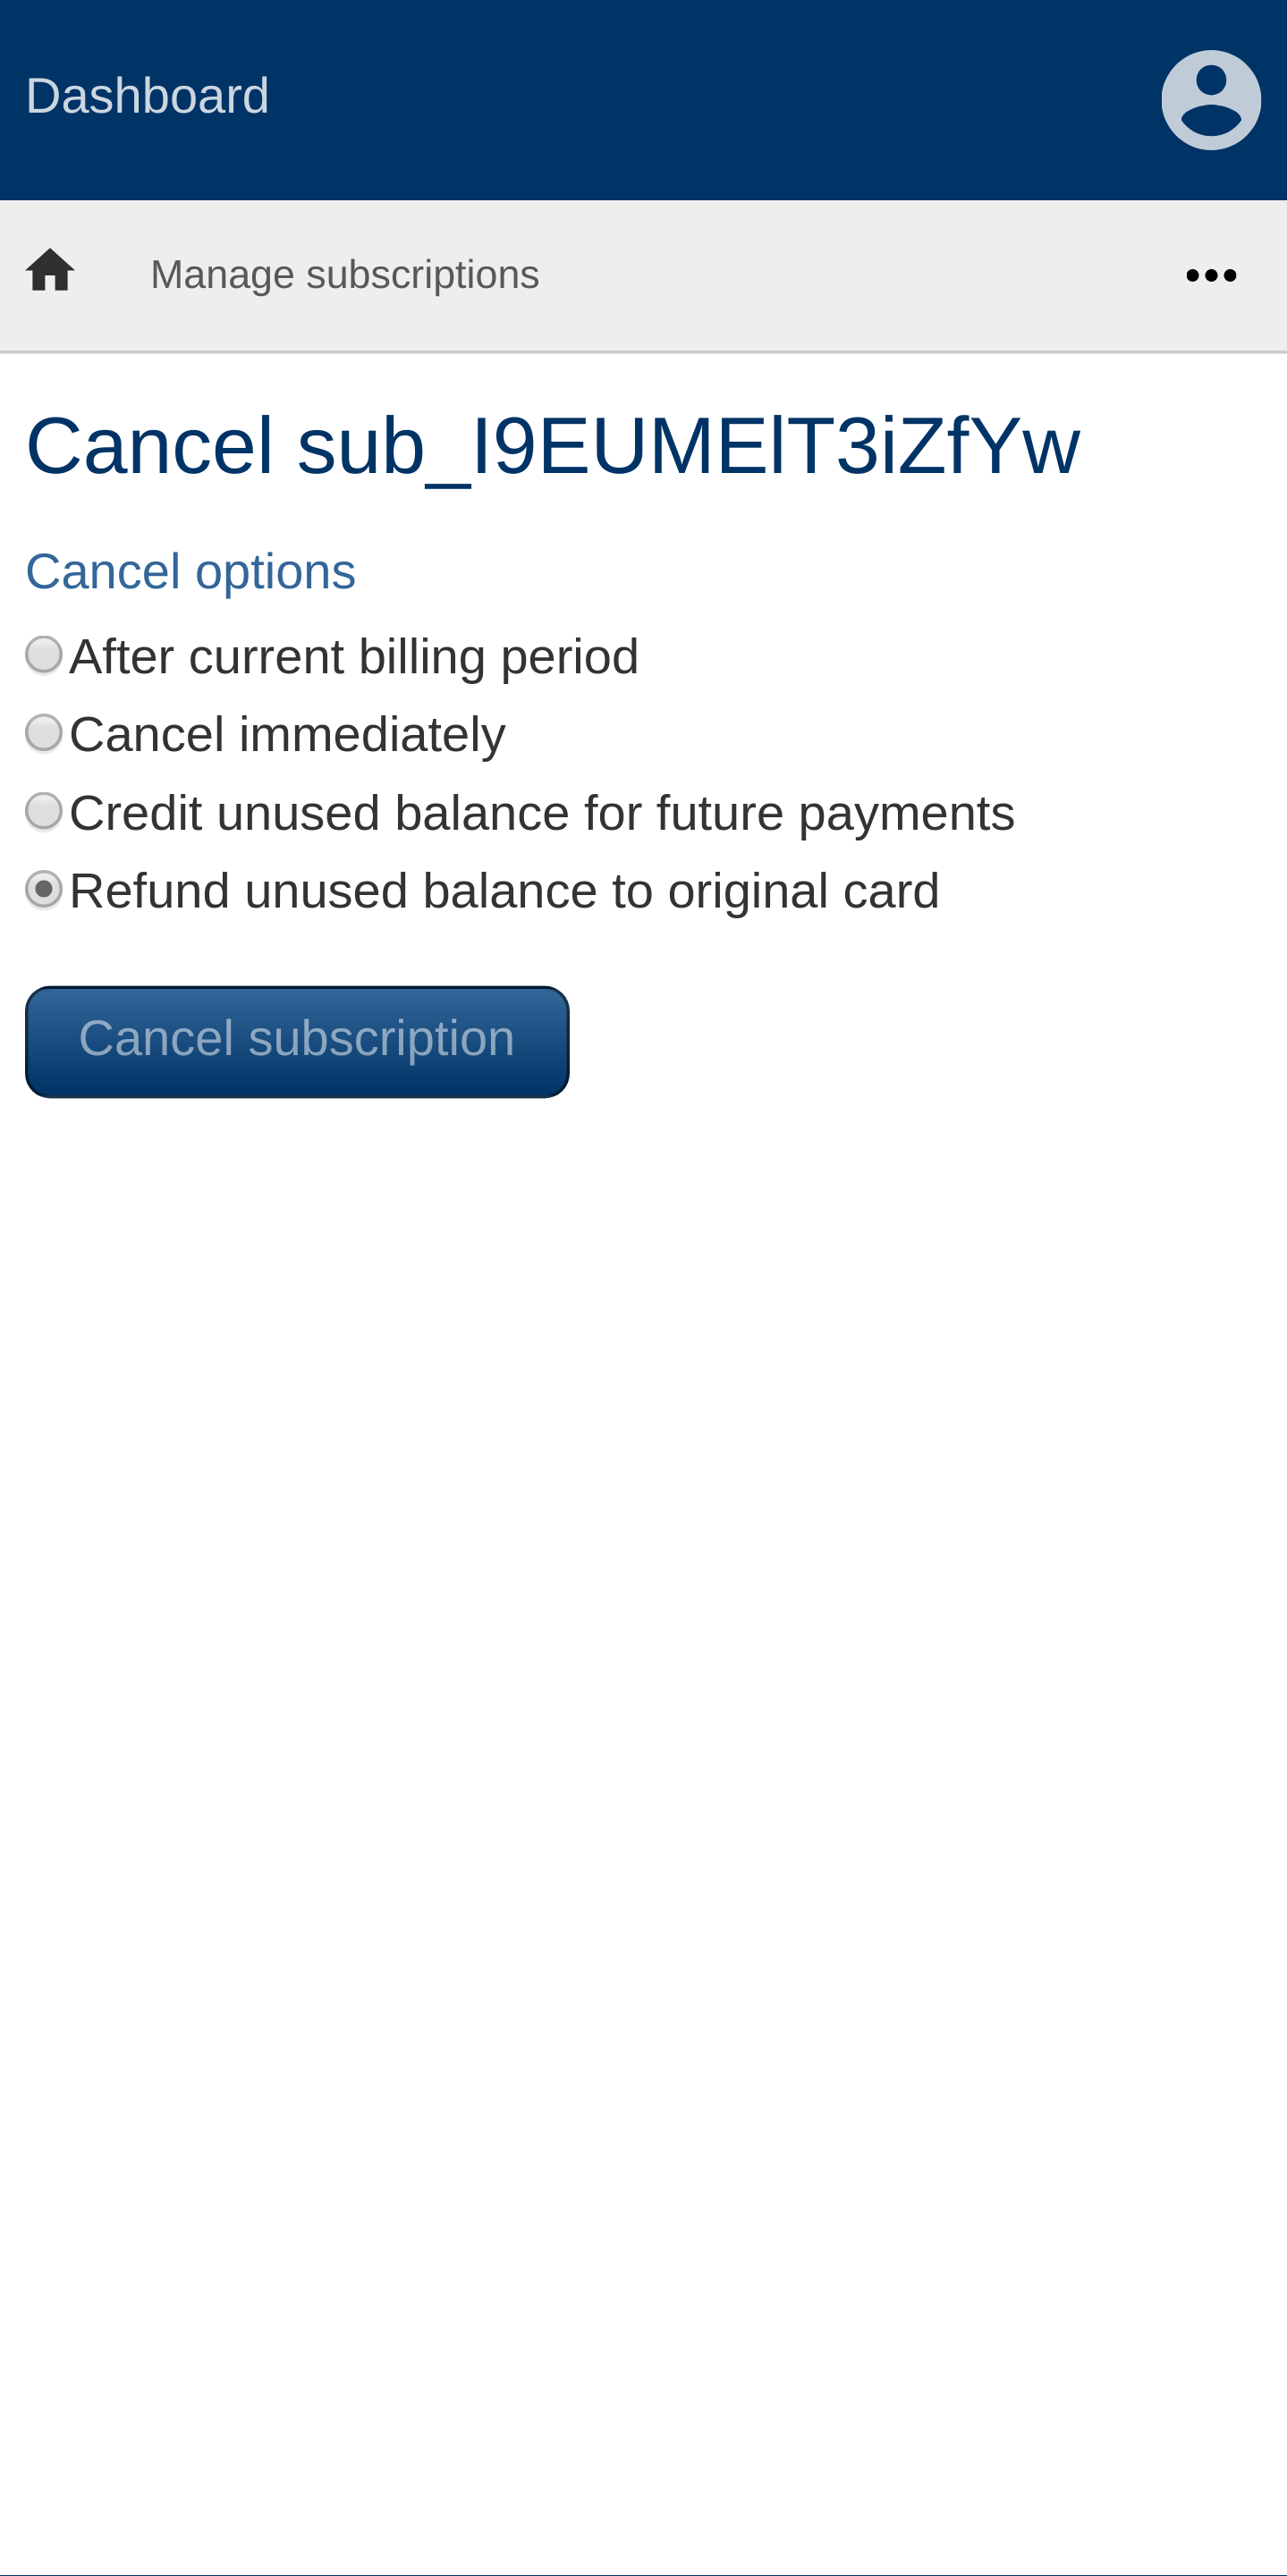 Dashboard
Manage subscriptions
Cancel sub_I9EUMElT3iZfYw
Cancel options
After current billing period
Cancel immediately
Credit unused balance for future payments
Refund unused balance to original card
Cancel subscription